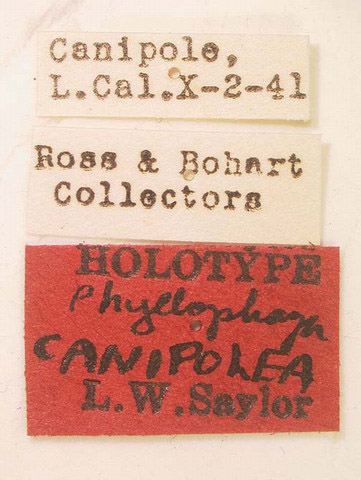 Canipole,
L.Cal.X-2-41
Ross & Bohart
Collectors
HOLOTYPE
Phyllophaga
CANIPOLEA
L.W.Saylor